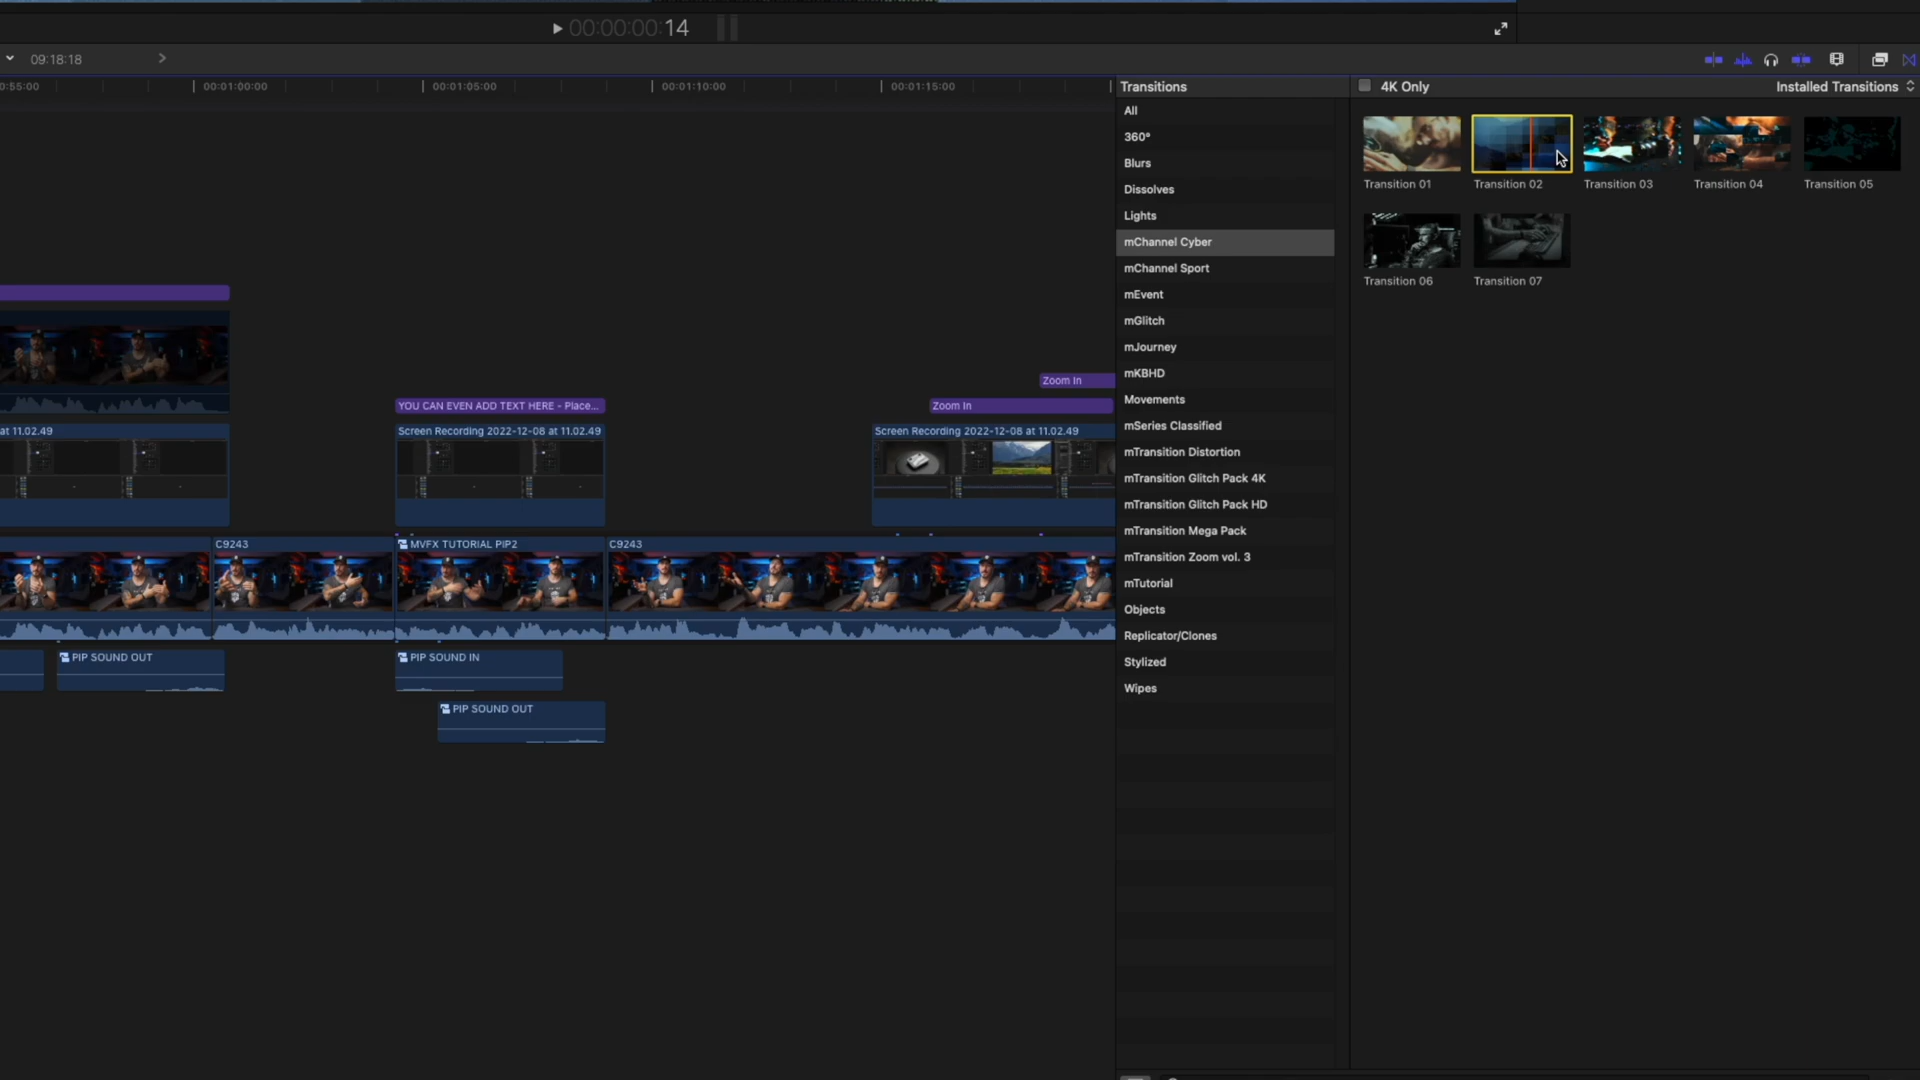 00:00:00:14
09:18:18
0:55:00
00:01:00:00
00:01:05:00
00:01:10:00
00:01:15:00
Transitions
4K Only
Installed Transitions
All
360°
Blurs
Dissolves
Lights
mChannel Cyber
mChannel Sport
mEvent
mGlitch
mJourney
mKBHD
Movements
mSeries Classified
mTransition Distortion
mTransition Glitch Pack 4K
mTransition Glitch Pack HD
mTransition Mega Pack
mTransition Zoom vol. 3
mTutorial
Objects
Replicator/Clones
Stylized
Wipes
Transition 01
Transition 02
Transition 03
Transition 04
Transition 05
Transition 06
Transition 07
Zoom In
YOU CAN EVEN ADD TEXT HERE - Place...
Zoom In
at 11.02.49
Screen Recording 2022-12-08 at 11.02.49
Screen Recording 2022-12-08 at 11.02.49
C9243
MVFX TUTORIAL PIP2
C9243
PIP SOUND OUT
PIP SOUND IN
PIP SOUND OUT